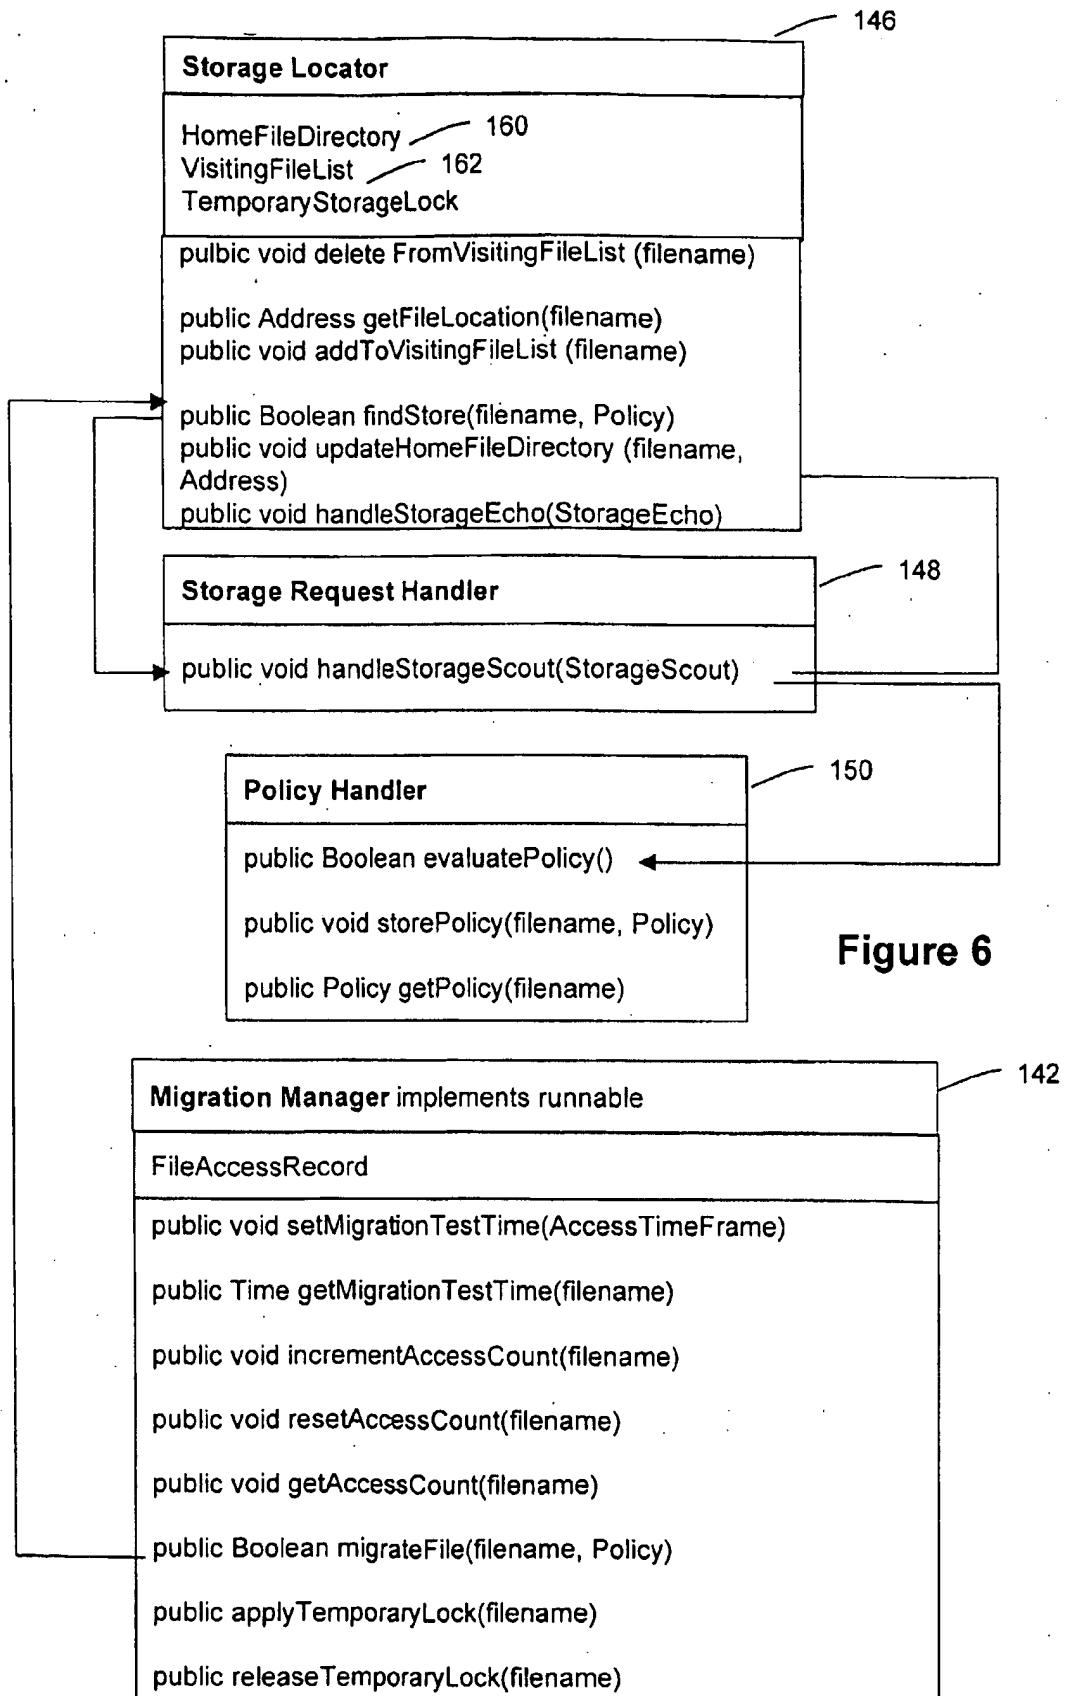 146
Storage Locator
HomeFileDirectory 160
VisitingFileList 162
TemporaryStorageLock
pulbic void delete FromVisitingFileList (filename)
public Address getFileLocation(filename)
public void addToVisitingFileList (filename)
public Boolean findStore(filename, Policy)
public void updateHomeFileDirectory (filename,
Address)
public void handleStorageEcho(StorageEcho)
148
Storage Request Handler
public void handleStorageScout(StorageScout)
150
Policy Handler
public Boolean evaluatePolicy()
public void storePolicy(filename, Policy)
public Policy getPolicy(filename)
Figure 6
142
Migration Manager implements runnable
FileAccessRecord
public void setMigrationTestTime(AccessTimeFrame)
public Time getMigrationTestTime(filename)
public void incrementAccessCount(filename)
public void resetAccessCount(filename)
public void getAccessCount(filename)
public Boolean migrateFile(filename, Policy)
public applyTemporaryLock(filename)
public releaseTemporaryLock(filename)